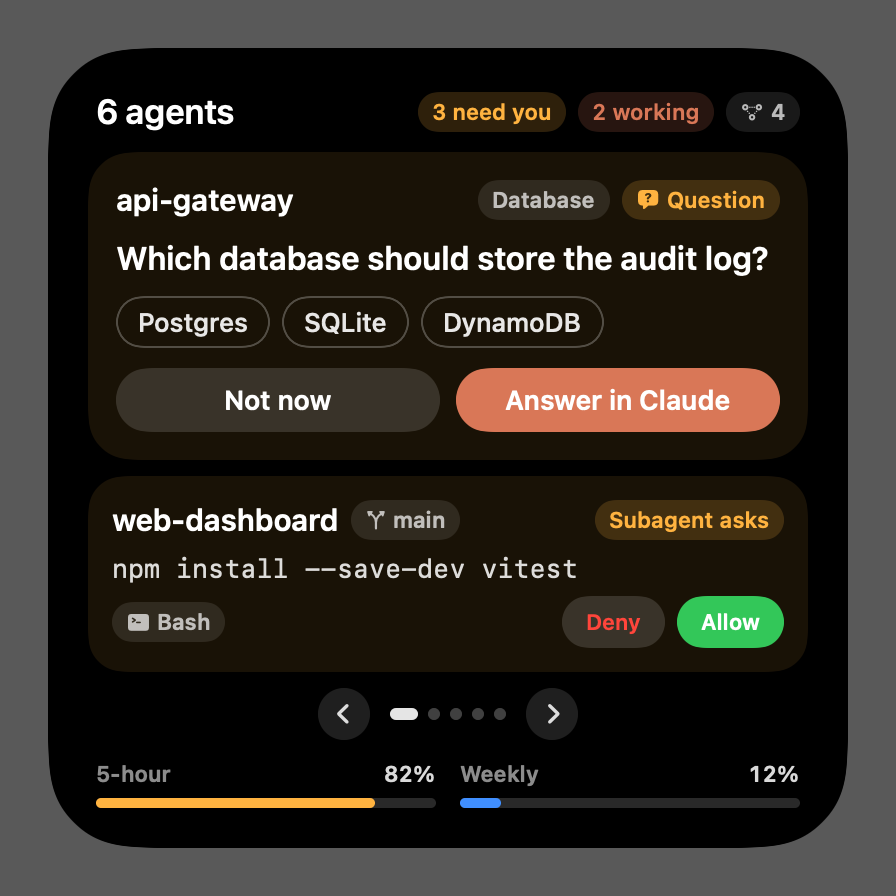 6 agents 3 need you 2 working 4
api-gateway Database Question
Which database should store the audit log?
Postgres SQLite DynamoDB
Not now Answer in Claude
web-dashboard main Subagent asks
npm install --save-dev vitest
Bash Deny Allow
5-hour 82% Weekly 12%